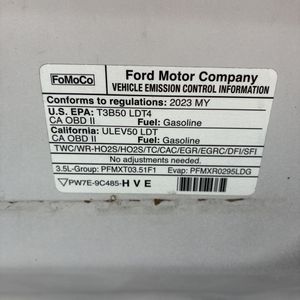 FoMoCo
Ford Motor Company
VEHICLE EMISSION CONTROL INFORMATION
Conforms to regulations: 2023 MY
U.S. EPA: T3B50 LDT4
CA OBD II Fuel: Gasoline
California: ULEV50 LDT
CA OBD II Fuel: Gasoline
TWC/WR-HO2S/HO2S/TC/CAC/EGR/EGRC/DFI/SFI
No adjustments needed.
3.5L-Group: PFMXT03.51F1 Evap: PFMXR0295LDG
PW7E-9C485-HVE